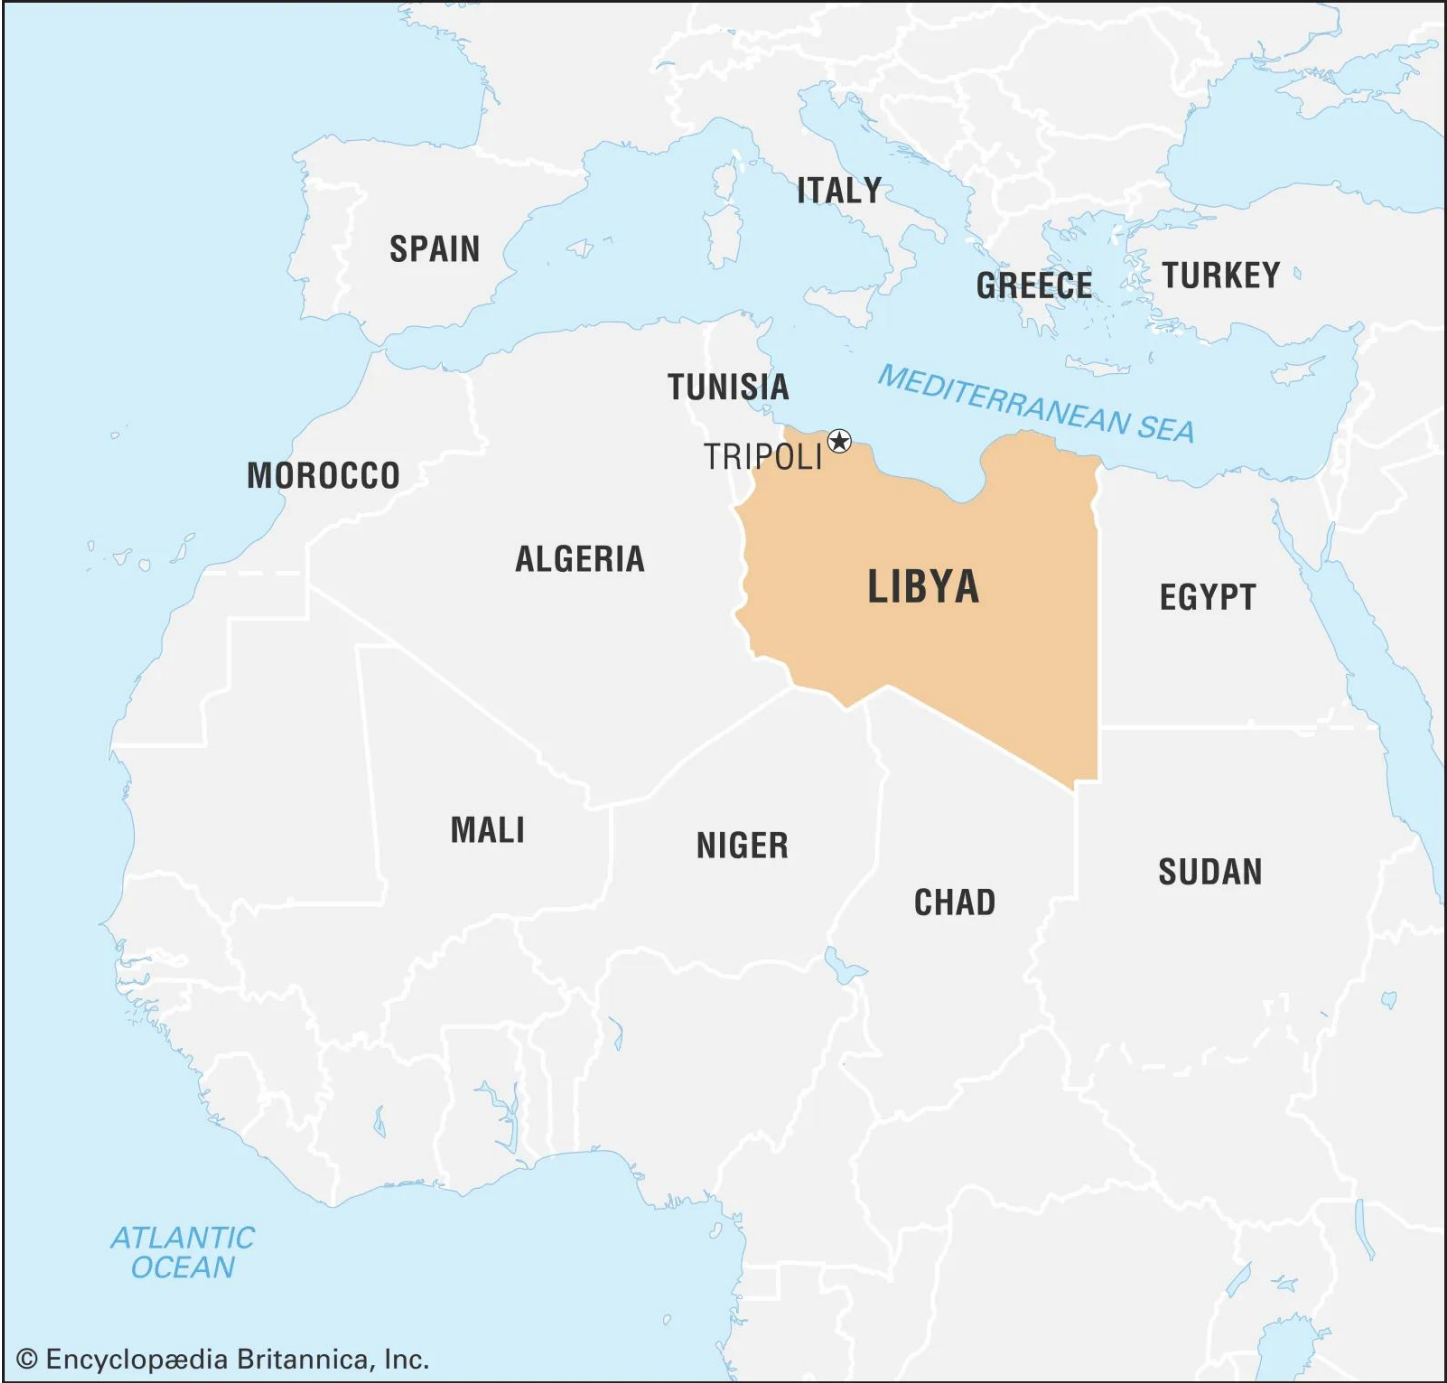 ITALY
SPAIN
GREECE
TURKEY
TUNISIA
MEDITERRANEAN SEA
TRIPOLI
MOROCCO
ALGERIA
LIBYA
EGYPT
MALI
NIGER
SUDAN
CHAD
ATLANTIC
OCEAN
© Encyclopædia Britannica, Inc.